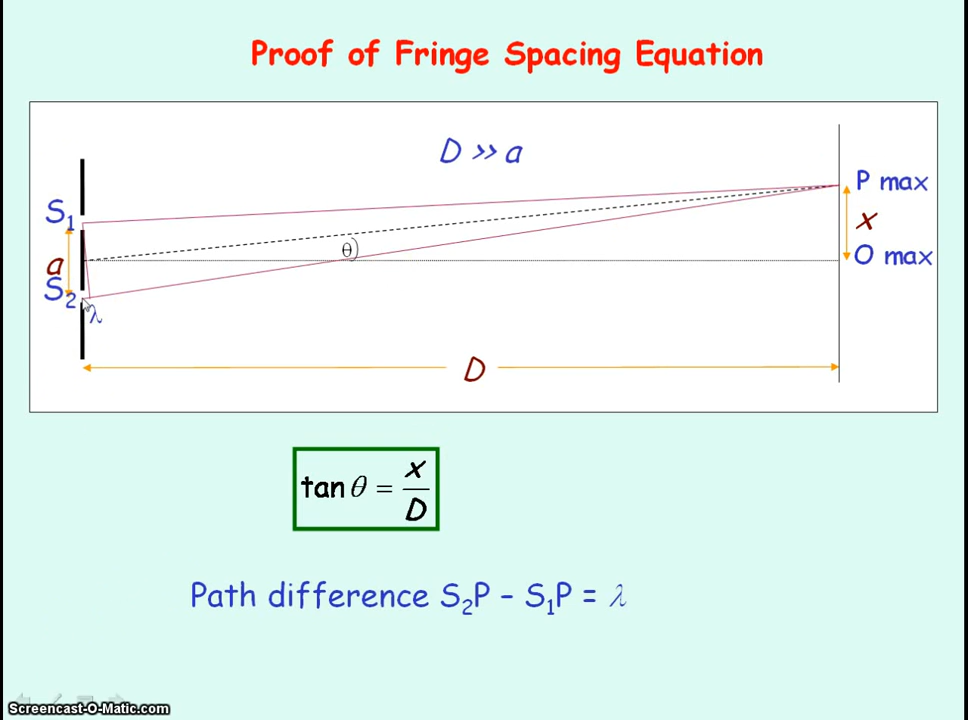 Proof of Fringe Spacing Equation
D >> a
S₁
P max
x
θ)
a
O max
S₂
λ
D
tan θ = x/D
Path difference S₂P – S₁P = λ
Screencast-O-Matic.com